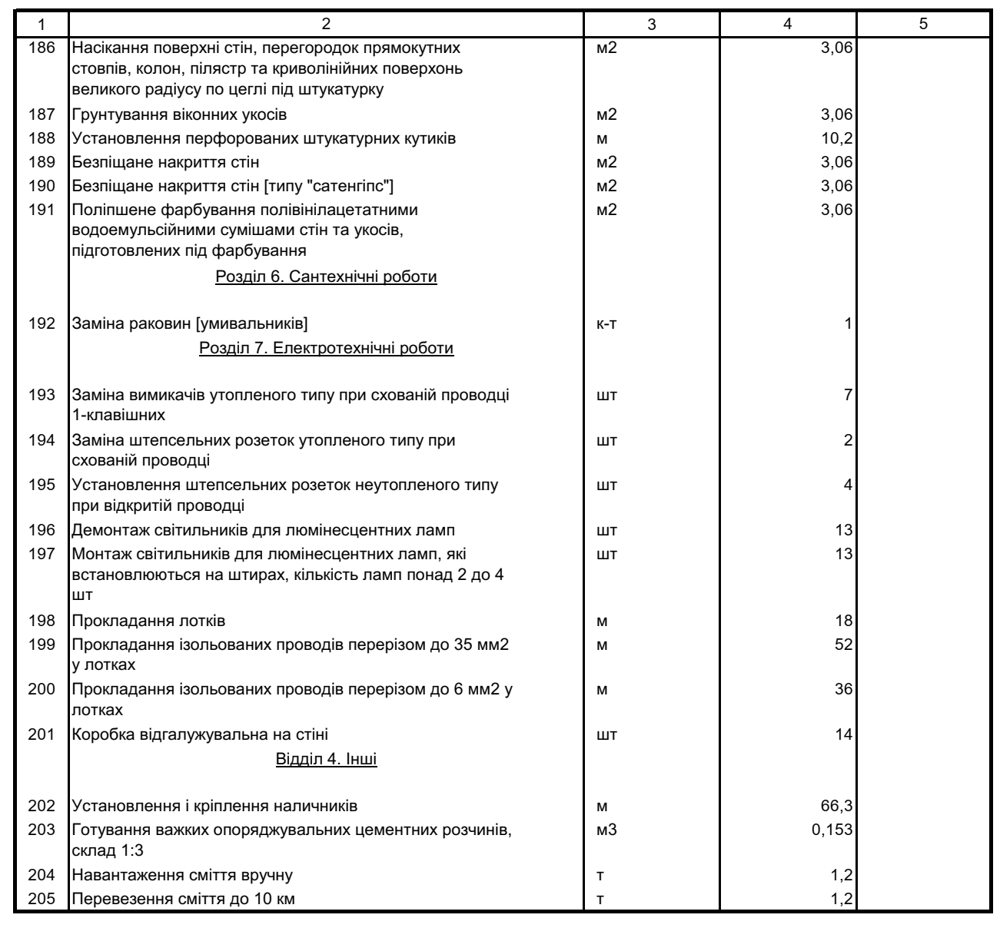 1 2 3 4 5
186 Насікання поверхні стін, перегородок прямокутних м2 3,06
стовпів, колон, пілястр та криволінійних поверхонь
великого радіусу по цеглі під штукатурку
187 Грунтування віконних укосів м2 3,06
188 Установлення перфорованих штукатурних кутиків м 10,2
189 Безпіщане накриття стін м2 3,06
190 Безпіщане накриття стін [типу "сатенгіпс"] м2 3,06
191 Поліпшене фарбування полівінілацетатними м2 3,06
водоемульсійними сумішами стін та укосів,
підготовлених під фарбування
Розділ 6. Сантехнічні роботи
192 Заміна раковин [умивальників] к-т 1
Розділ 7. Електротехнічні роботи
193 Заміна вимикачів утопленого типу при схованій проводці шт 7
1-клавішних
194 Заміна штепсельних розеток утопленого типу при шт 2
схованій проводці
195 Установлення штепсельних розеток неутопленого типу шт 4
при відкритій проводці
196 Демонтаж світильників для люмінесцентних ламп шт 13
197 Монтаж світильників для люмінесцентних ламп, які шт 13
встановлюються на штирах, кількість ламп понад 2 до 4
шт
198 Прокладання лотків м 18
199 Прокладання ізольованих проводів перерізом до 35 мм2 м 52
у лотках
200 Прокладання ізольованих проводів перерізом до 6 мм2 у м 36
лотках
201 Коробка відгалужувальна на стіні шт 14
Відділ 4. Інші
202 Установлення і кріплення наличників м 66,3
203 Готування важких опоряджувальних цементних розчинів, м3 0,153
склад 1:3
204 Навантаження сміття вручну т 1,2
205 Перевезення сміття до 10 км т 1,2